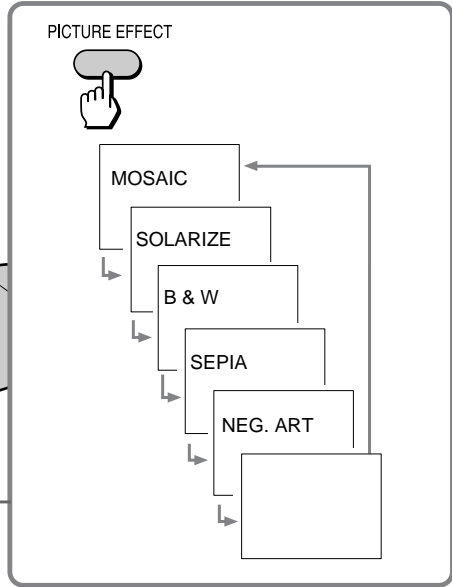 PICTURE EFFECT
MOSAIC
SOLARIZE
B & W
SEPIA
NEG. ART